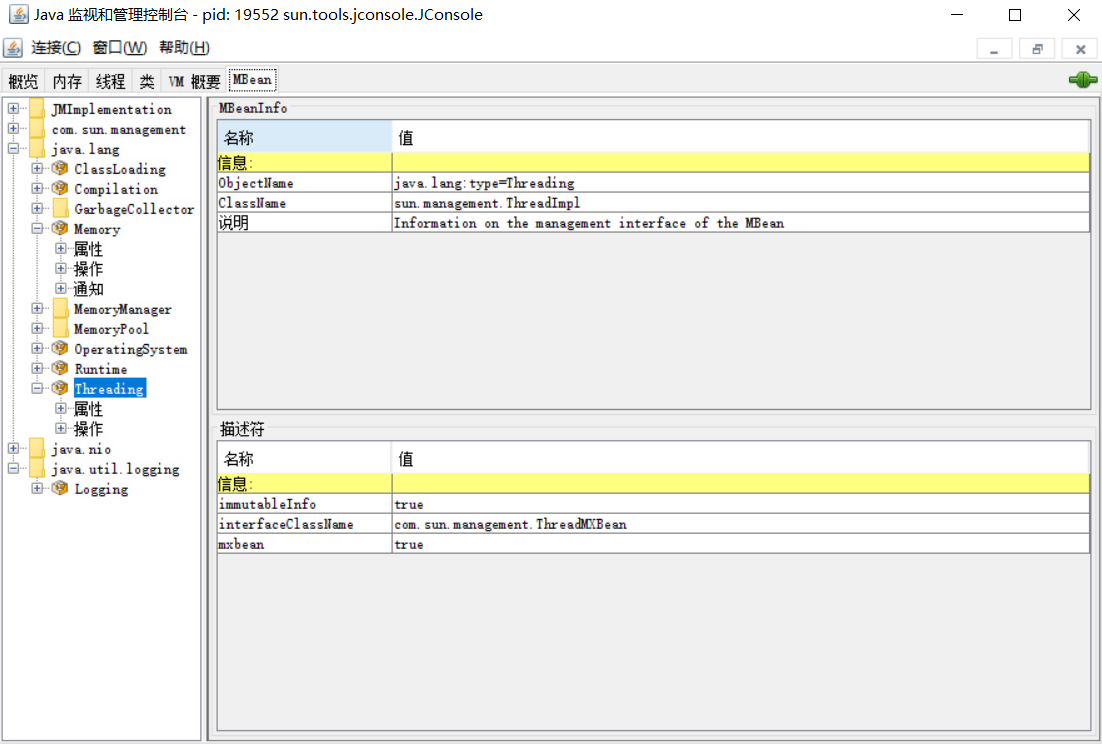 Java 监视和管理控制台 - pid: 19552 sun.tools.jconsole.JConsole
连接(C) 窗口(W) 帮助(H)
概览 内存 线程 类 VM 概要 MBean
JMImplementation
com.sun.management
java.lang
ClassLoading
Compilation
GarbageCollector
Memory
属性
操作
通知
MemoryManager
MemoryPool
OperatingSystem
Runtime
Threading
属性
操作
java.nio
java.util.logging
Logging
MBeanInfo
名称 值
信息:
ObjectName java.lang:type=Threading
ClassName sun.management.ThreadImpl
说明 Information on the management interface of the MBean
描述符
名称 值
信息:
immutableInfo true
interfaceClassName com.sun.management.ThreadMXBean
mxbean true